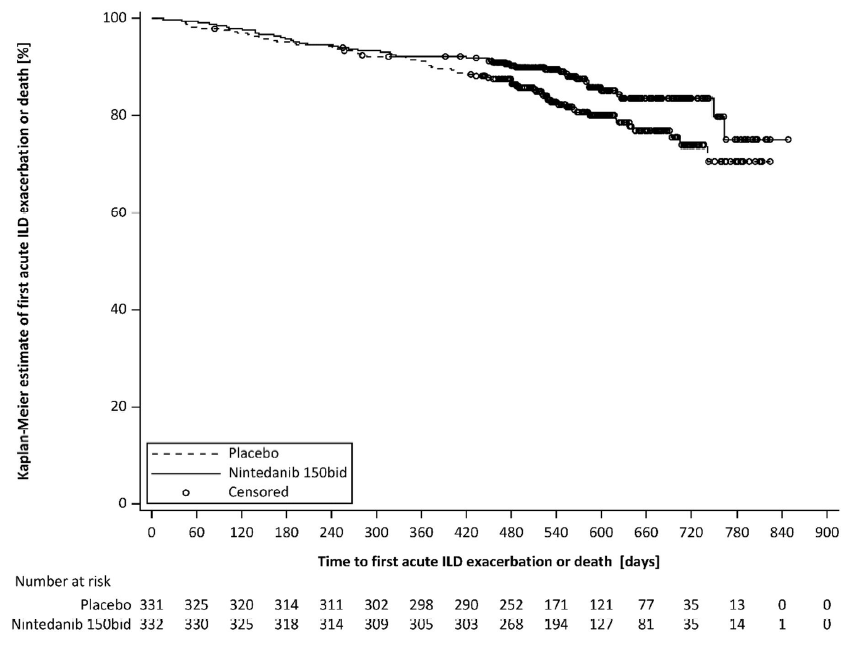 Kaplan-Meier estimate of first acute ILD exacerbation or death [%]
100
80
60
40
20
0
Placebo
Nintedanib 150bid
Censored
0 60 120 180 240 300 360 420 480 540 600 660 720 780 840 900
Time to first acute ILD exacerbation or death [days]
Number at risk
Placebo 331 325 320 314 311 302 298 290 252 171 121 77 35 13 0 0
Nintedanib 150bid 332 330 325 318 314 309 305 303 268 194 127 81 35 14 1 0